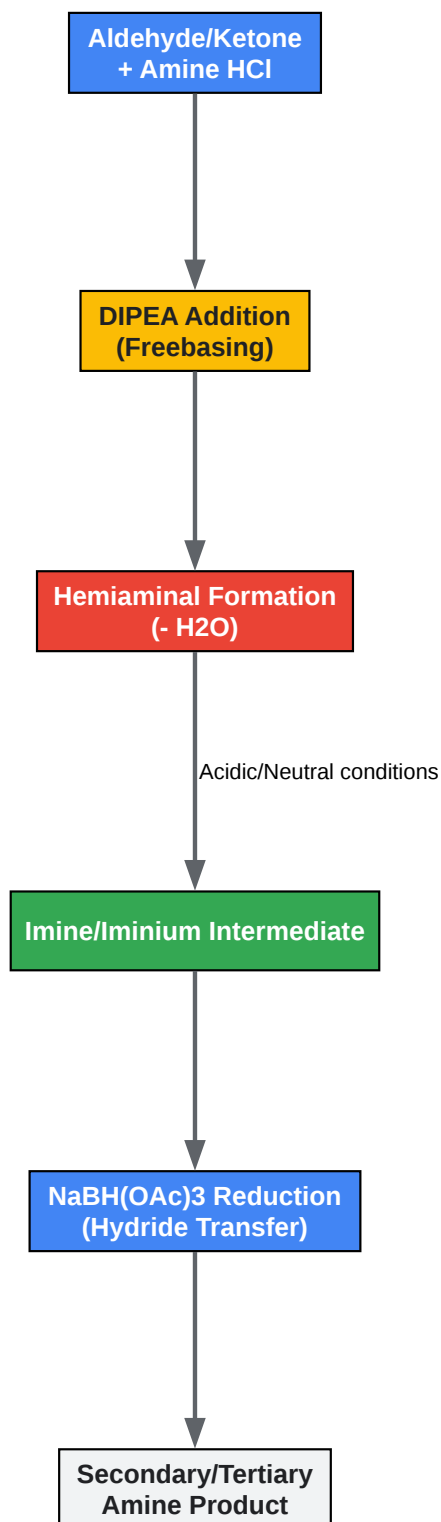 Aldehyde/Ketone
+ Amine HCl
DIPEA Addition
(Freebasing)
Hemiaminal Formation
(- H2O)
Acidic/Neutral conditions
Imine/Iminium Intermediate
NaBH(OAc)3 Reduction
(Hydride Transfer)
Secondary/Tertiary
Amine Product